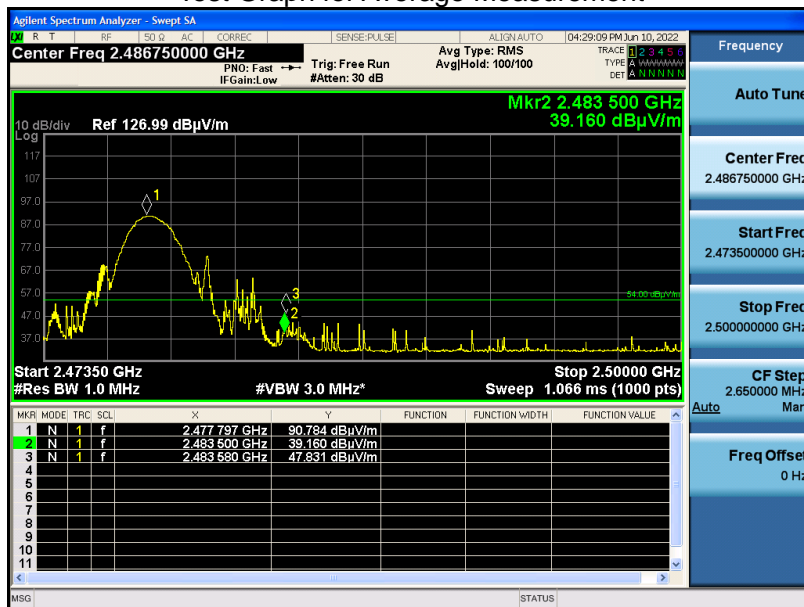 Test Graph for Average Measurement
Agilent Spectrum Analyzer - Swept SA
LXI R T RF 50 Ω AC CORREC SENSE:PULSE ALIGN AUTO 04:29:09 PM Jun 10, 2022
Center Freq 2.486750000 GHz
PNO: Fast
IFGain:Low
Trig: Free Run
#Atten: 30 dB
Avg Type: RMS
Avg|Hold: 100/100
TRACE 1 2 3 4 5 6
TYPE A WWWWW
DET A N N N N N
Mkr2 2.483 500 GHz
39.160 dBµV/m
10 dB/div Ref 126.99 dBµV/m
Log
117
107
97.0
87.0
77.0
67.0
57.0
47.0
37.0
1
3
2
54.00 dBµV/m
Start 2.47350 GHz Stop 2.50000 GHz
#Res BW 1.0 MHz #VBW 3.0 MHz* Sweep 1.066 ms (1000 pts)
MKR MODE TRC SCL X Y FUNCTION FUNCTION WIDTH FUNCTION VALUE
1 N 1 f 2.477 797 GHz 90.784 dBµV/m
2 N 1 f 2.483 500 GHz 39.160 dBµV/m
3 N 1 f 2.483 580 GHz 47.831 dBµV/m
4
5
6
7
8
9
10
11
MSG STATUS
Frequency
Auto Tune
Center Freq
2.486750000 GHz
Start Freq
2.473500000 GHz
Stop Freq
2.500000000 GHz
CF Step
2.650000 MHz
Auto Man
Freq Offset
0 Hz